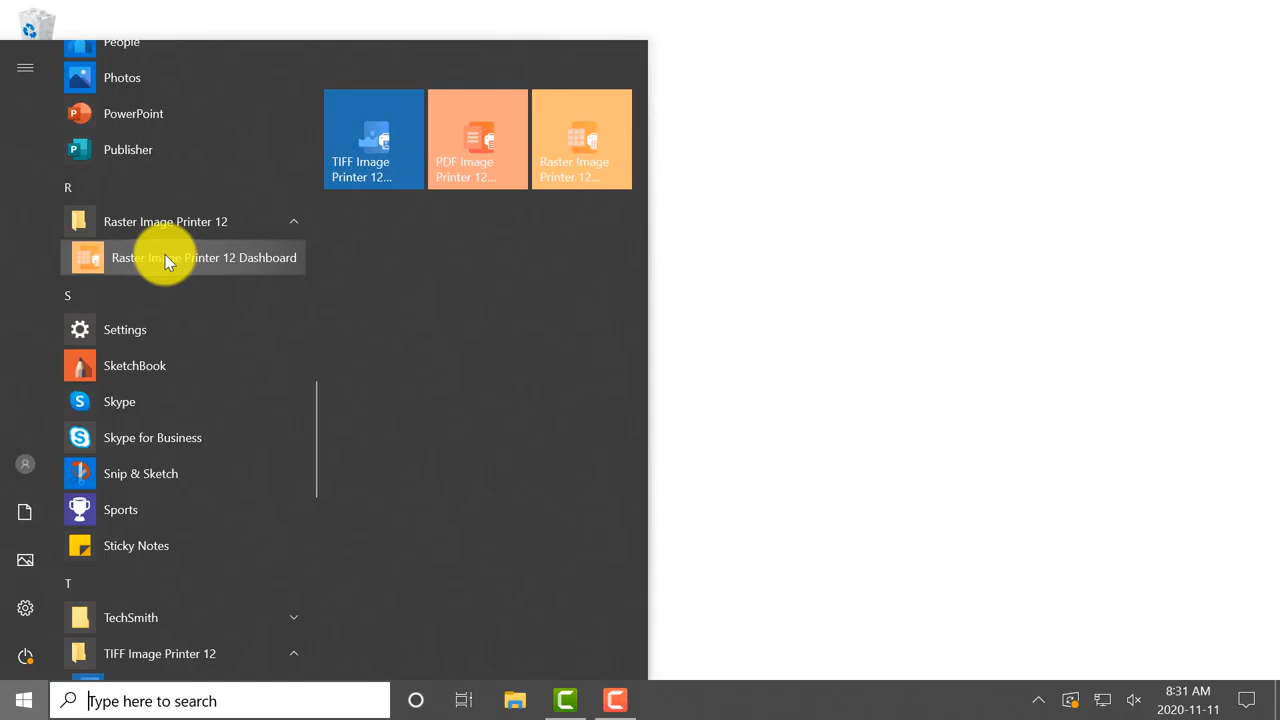 People
Photos
PowerPoint
Publisher
R
Raster Image Printer 12
Raster Image Printer 12 Dashboard
S
Settings
SketchBook
Skype
Skype for Business
Snip & Sketch
Sports
Sticky Notes
T
TechSmith
TIFF Image Printer 12
TIFF Image
Printer 12...
PDF Image
Printer 12...
Raster Image
Printer 12...
Type here to search
8:31 AM
2020-11-11